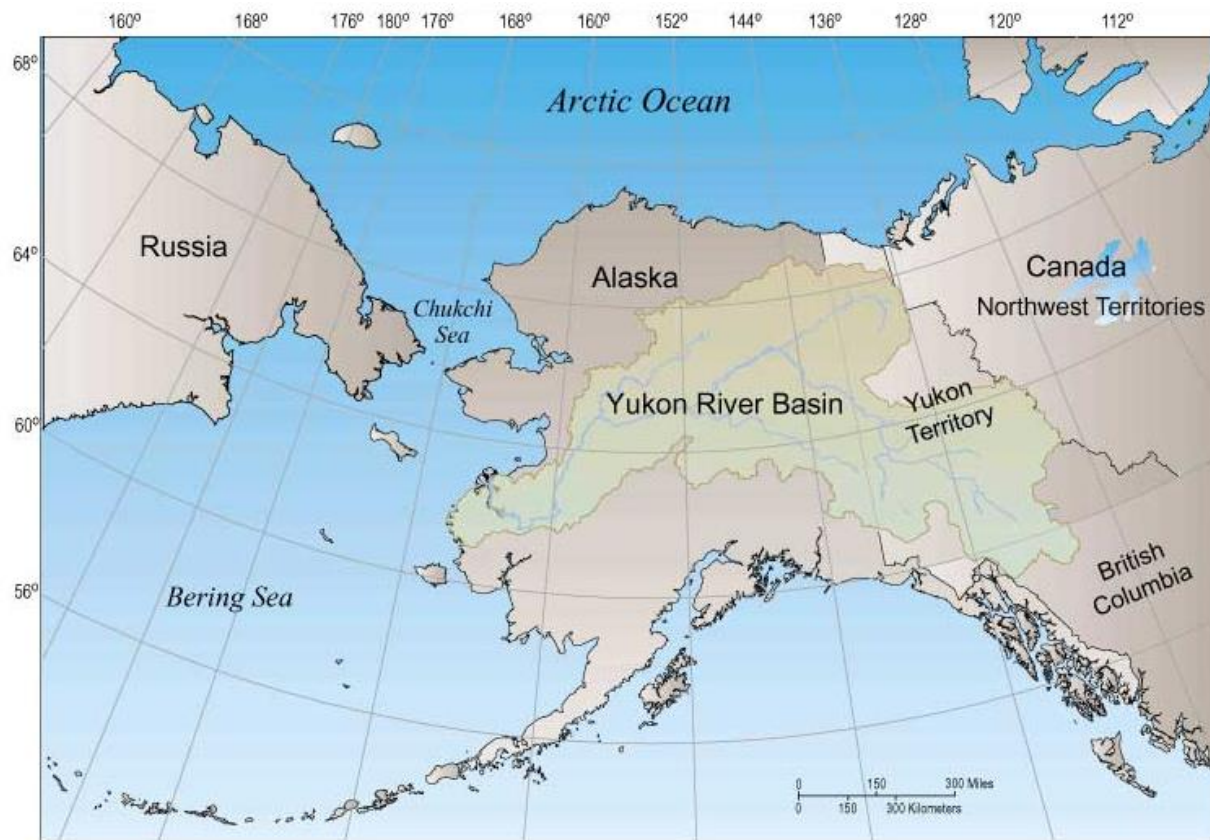 160° 168° 176° 180° 176° 168° 160° 152° 144° 136° 128° 120° 112°
68°
64°
60°
56°
Arctic Ocean
Russia
Chukchi
Sea
Alaska
Canada
Northwest Territories
Yukon River Basin
Yukon
Territory
Bering Sea
British
Columbia
0 150 300 Miles
0 150 300 Kilometers